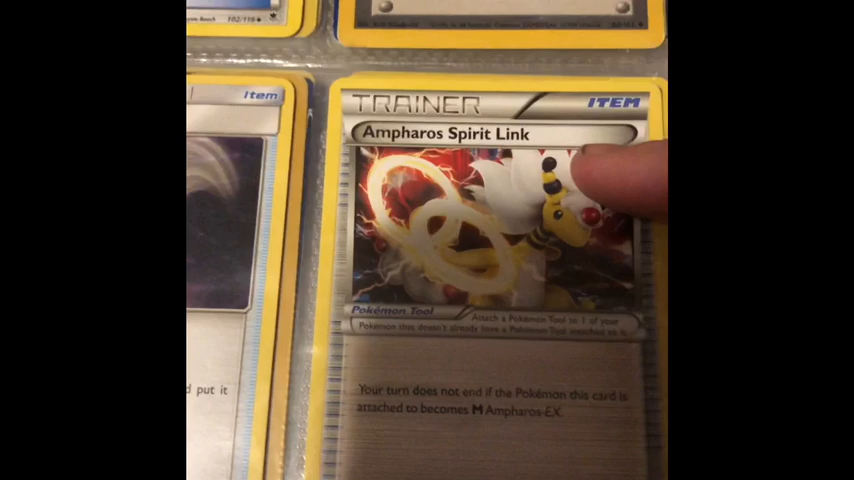 102/119
Item
d put it
TRAINER
ITEM
Ampharos Spirit Link
Pokémon Tool
Attach a Pokémon Tool to 1 of your
Pokémon that doesn't already have a Pokémon Tool attached to it.
Your turn does not end if the Pokémon this card is
attached to becomes M Ampharos-EX.